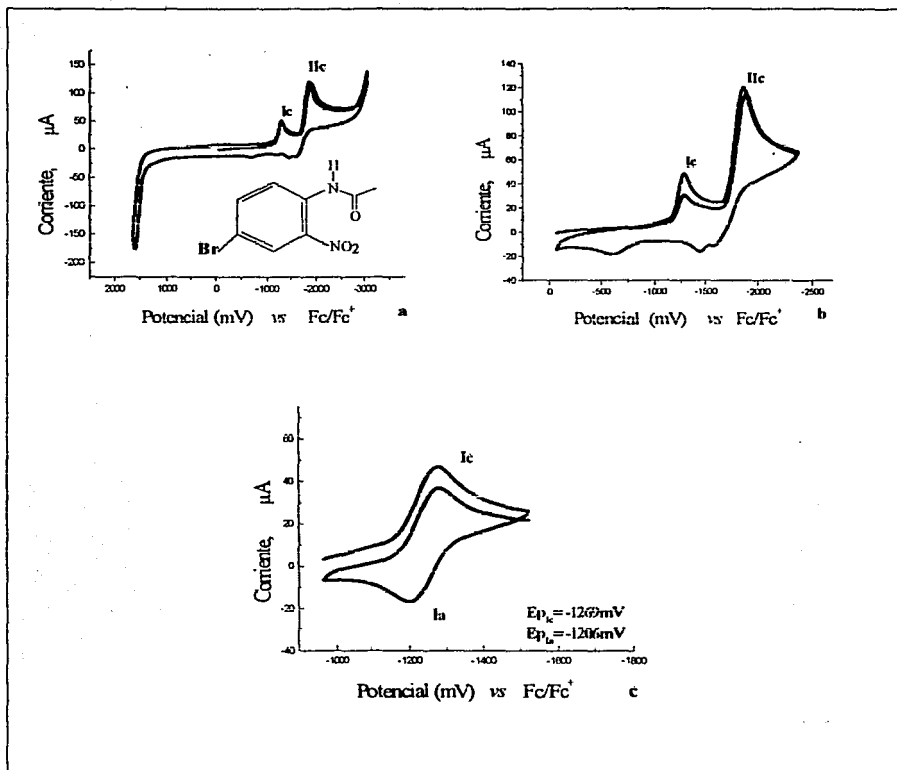 150
100
50
0
-50
-100
-150
-200
Corriente, µA
Ic
IIc
H
N
O
Br
NO2
2000 1000 0 -1000 -2000 -3000
Potencial (mV) vs Fc/Fc+ a
140
120
100
80
60
40
20
0
-20
-40
Corriente, µA
Ic
IIc
0 -500 -1000 -1500 -2000 -2500
Potencial (mV) vs Fc/Fc+ b
60
40
20
0
-20
-40
Corriente, µA
Ic
Ia
EpIc=-1269mV
EpIa=-1206mV
-1000 -1200 -1400 -1600 -1800
Potencial (mV) vs Fc/Fc+ c